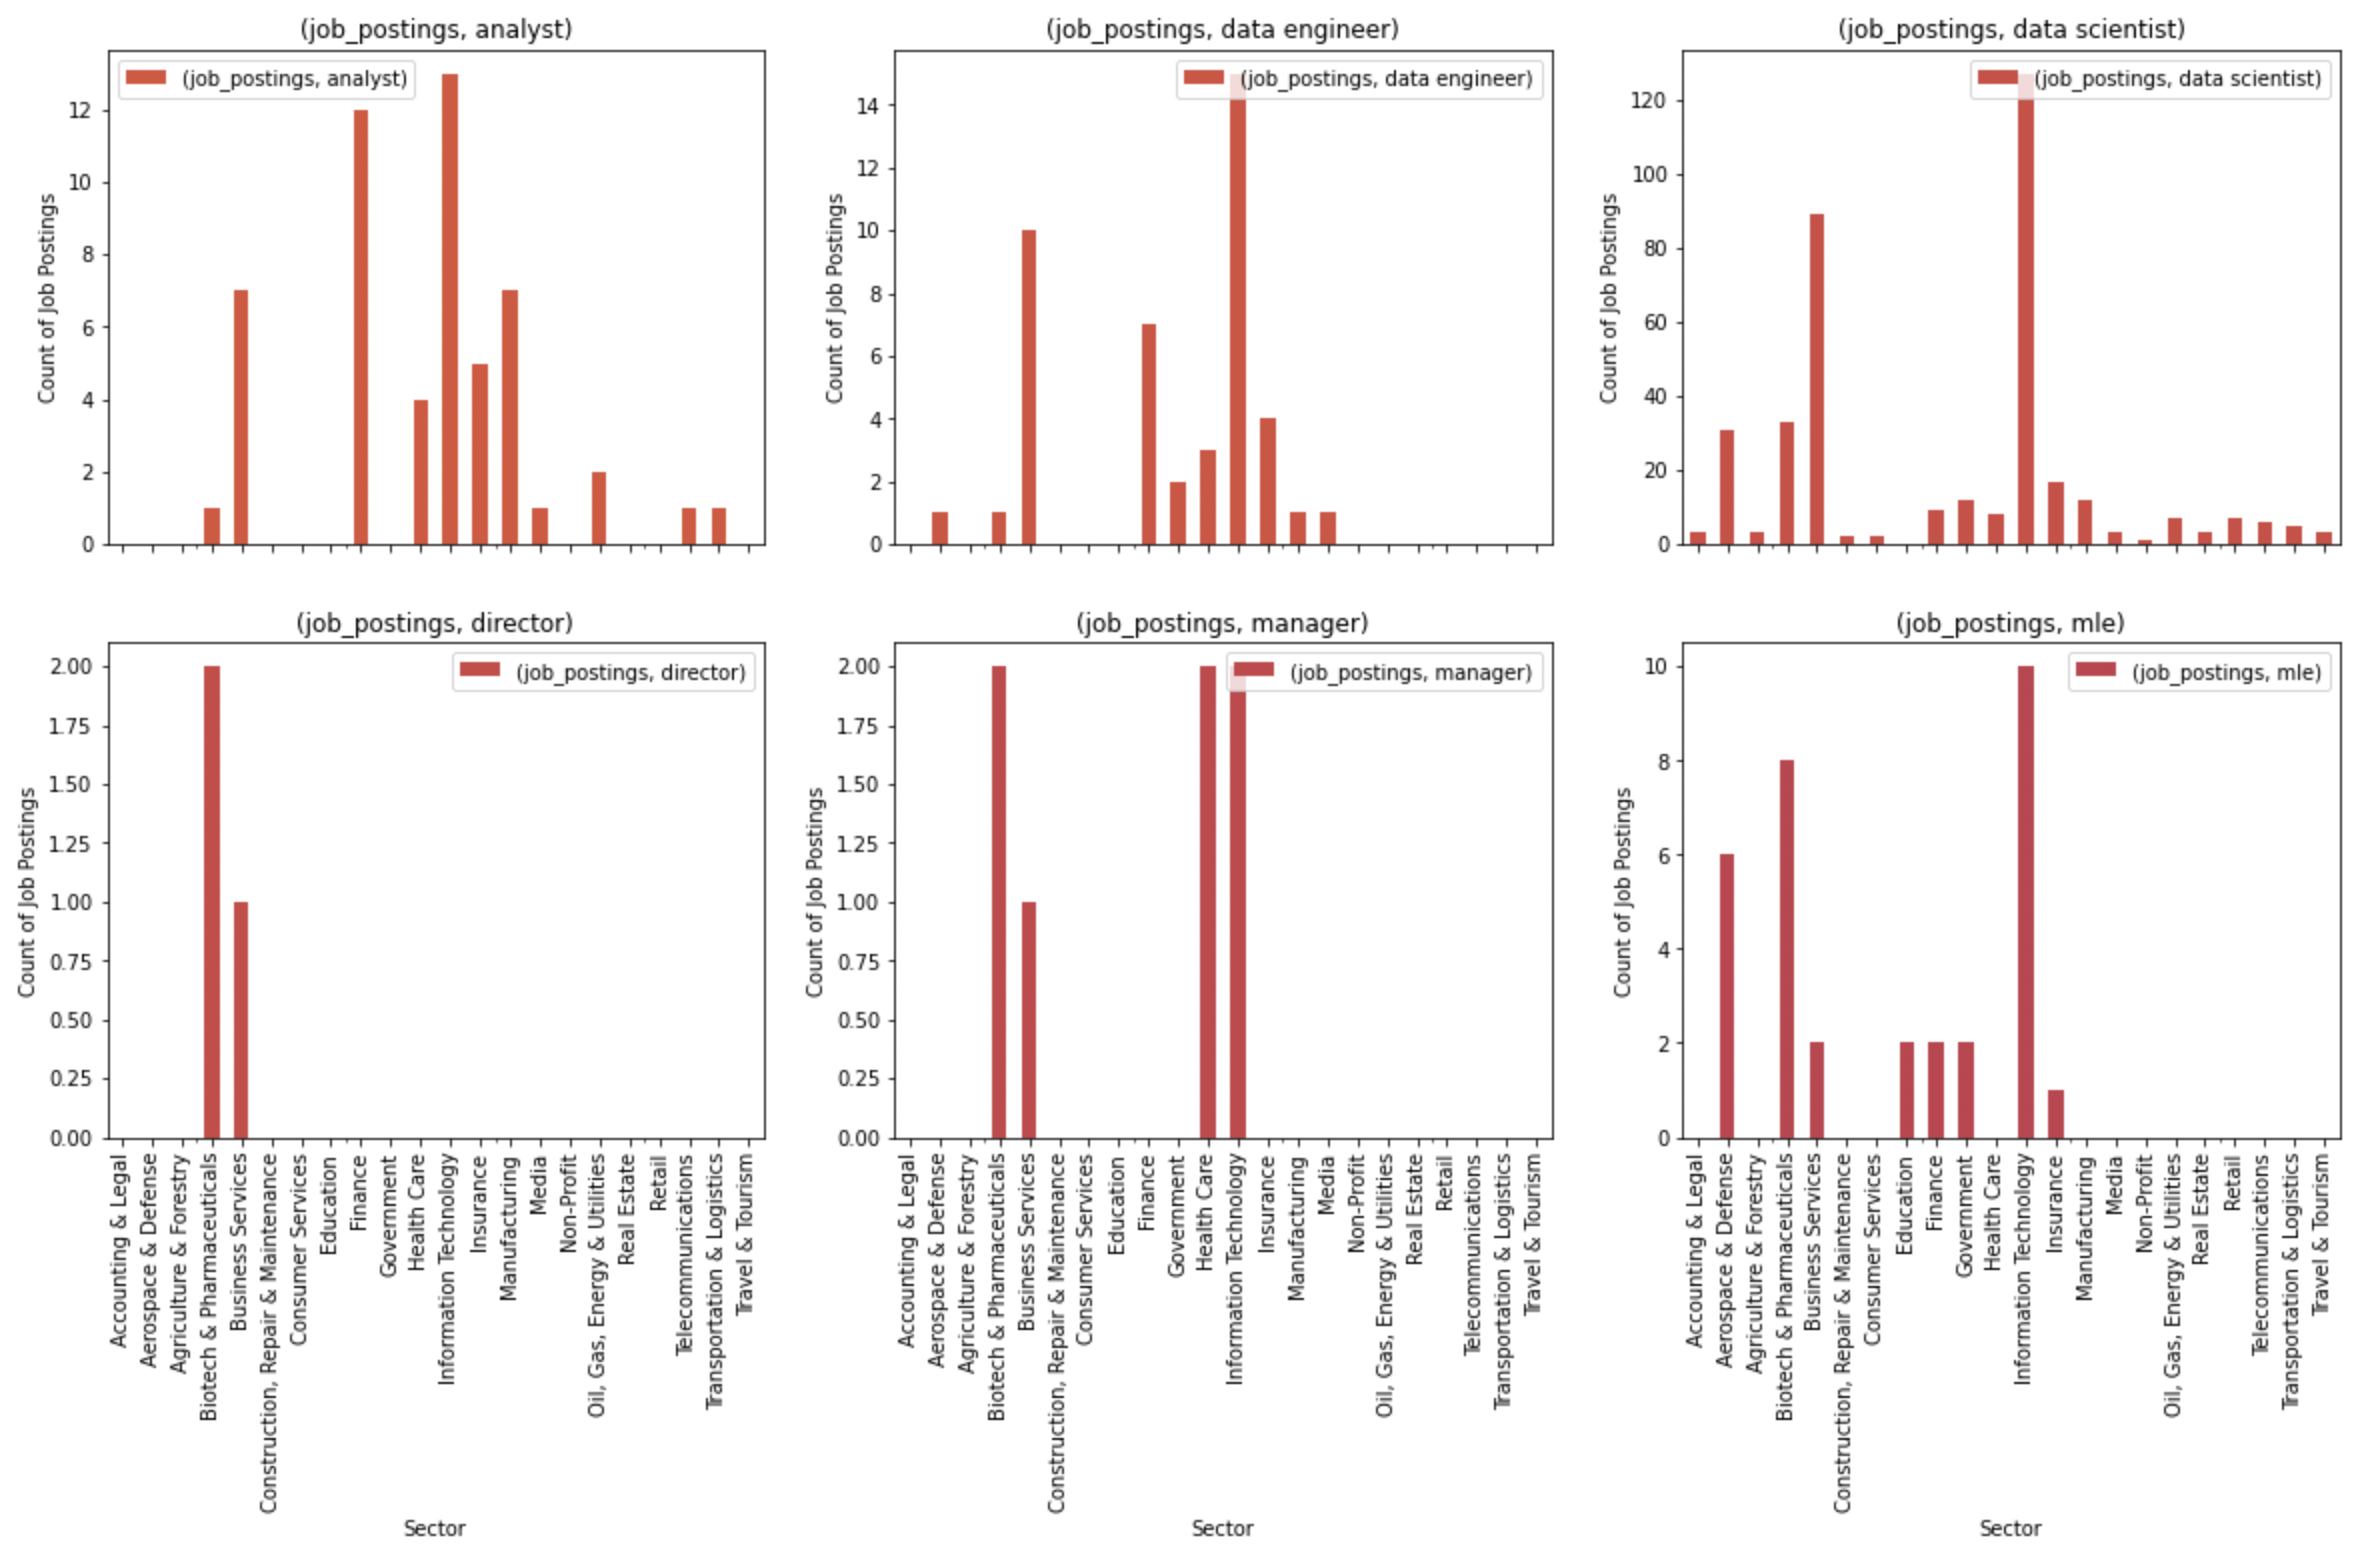 (job_postings, analyst)
(job_postings, analyst)
Count of Job Postings
12
10
8
6
4
2
0
(job_postings, data engineer)
(job_postings, data engineer)
Count of Job Postings
14
12
10
8
6
4
2
0
(job_postings, data scientist)
(job_postings, data scientist)
Count of Job Postings
120
100
80
60
40
20
0
(job_postings, director)
(job_postings, director)
Count of Job Postings
2.00
1.75
1.50
1.25
1.00
0.75
0.50
0.25
0.00
Accounting & Legal
Aerospace & Defense
Agriculture & Forestry
Biotech & Pharmaceuticals
Business Services
Construction, Repair & Maintenance
Consumer Services
Education
Finance
Government
Health Care
Information Technology
Insurance
Manufacturing
Media
Non-Profit
Oil, Gas, Energy & Utilities
Real Estate
Retail
Telecommunications
Transportation & Logistics
Travel & Tourism
Sector
(job_postings, manager)
(job_postings, manager)
Count of Job Postings
2.00
1.75
1.50
1.25
1.00
0.75
0.50
0.25
0.00
Accounting & Legal
Aerospace & Defense
Agriculture & Forestry
Biotech & Pharmaceuticals
Business Services
Construction, Repair & Maintenance
Consumer Services
Education
Finance
Government
Health Care
Information Technology
Insurance
Manufacturing
Media
Non-Profit
Oil, Gas, Energy & Utilities
Real Estate
Retail
Telecommunications
Transportation & Logistics
Travel & Tourism
Sector
(job_postings, mle)
(job_postings, mle)
Count of Job Postings
10
8
6
4
2
0
Accounting & Legal
Aerospace & Defense
Agriculture & Forestry
Biotech & Pharmaceuticals
Business Services
Construction, Repair & Maintenance
Consumer Services
Education
Finance
Government
Health Care
Information Technology
Insurance
Manufacturing
Media
Non-Profit
Oil, Gas, Energy & Utilities
Real Estate
Retail
Telecommunications
Transportation & Logistics
Travel & Tourism
Sector